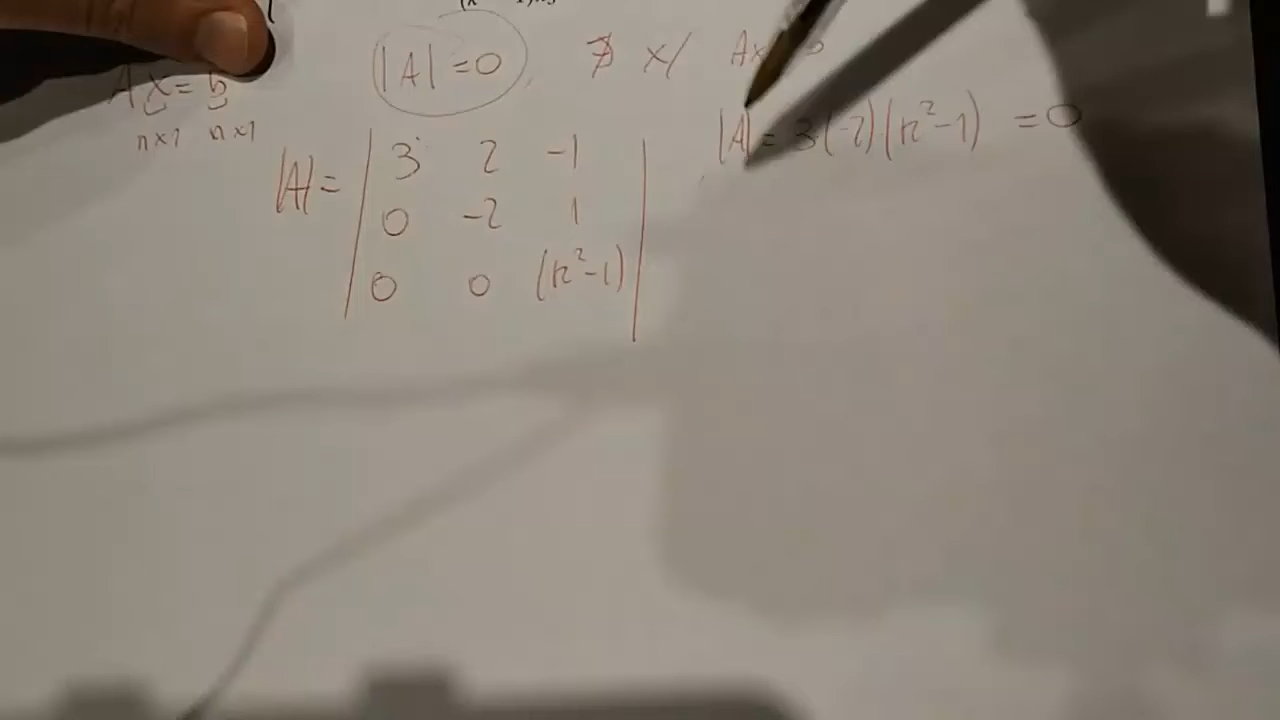 |A| = 0 ∄ x/ Ax
Ax = b
n×1 n×1
|A| = 3·(-2)·(k²-1) = 0
|A| = | 3 2 -1 |
0 -2 1
0 0 (k²-1)